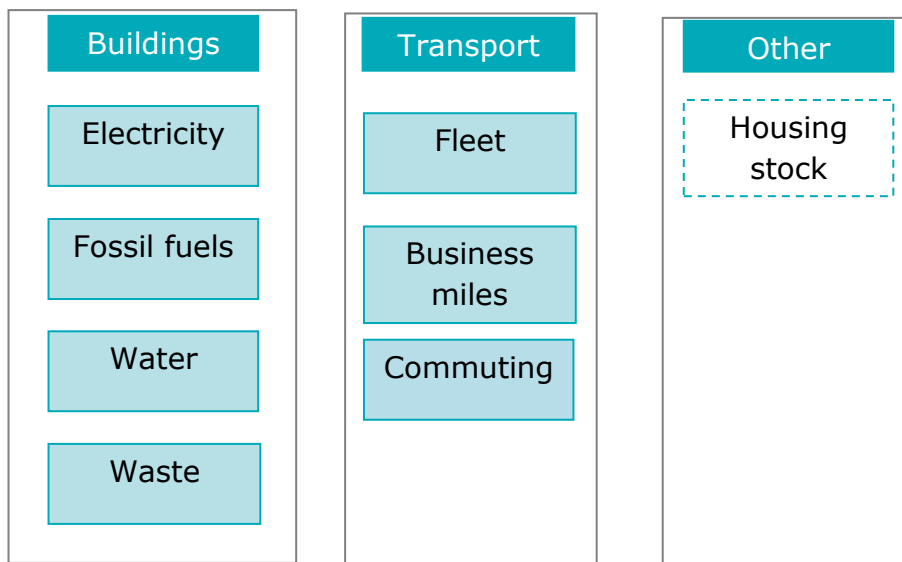 Buildings
Electricity
Fossil fuels
Water
Waste
Transport
Fleet
Business
miles
Commuting
Other
Housing
stock